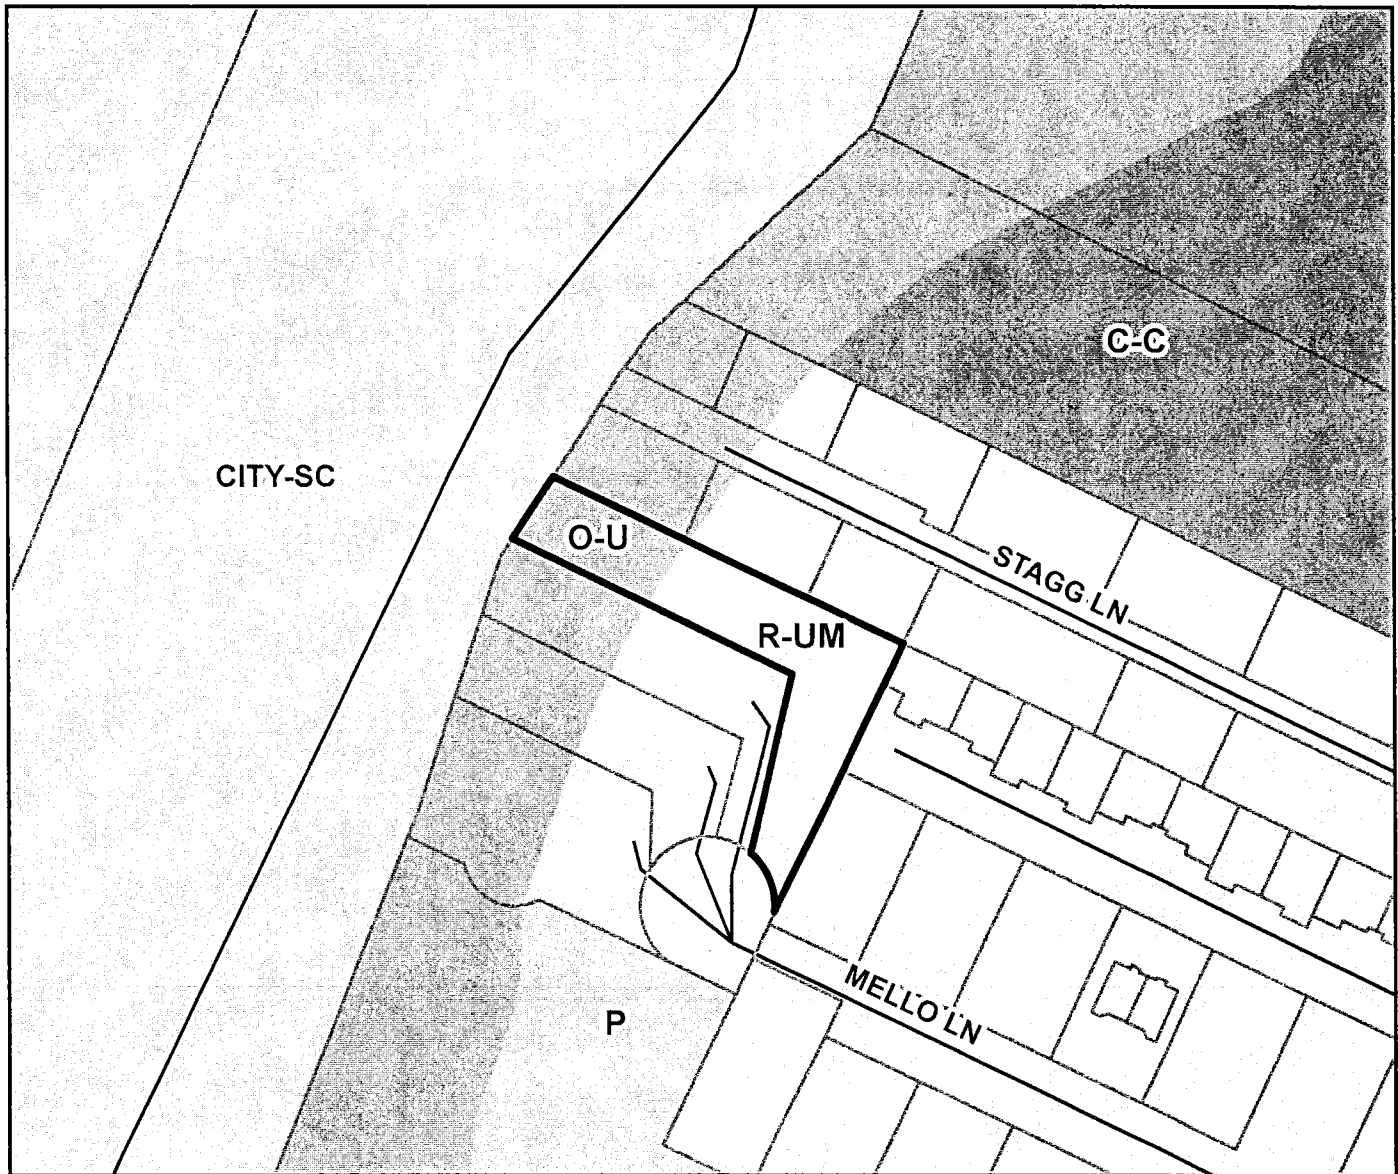 C-C
CITY-SC
O-U
STAGG LN
R-UM
MELLO LN
P